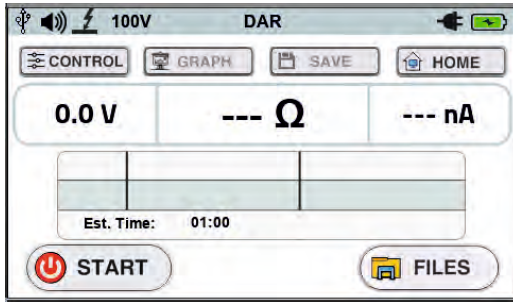 100V DAR
CONTROL GRAPH SAVE HOME
0.0 V --- Ω --- nA
Est. Time: 01:00
START FILES